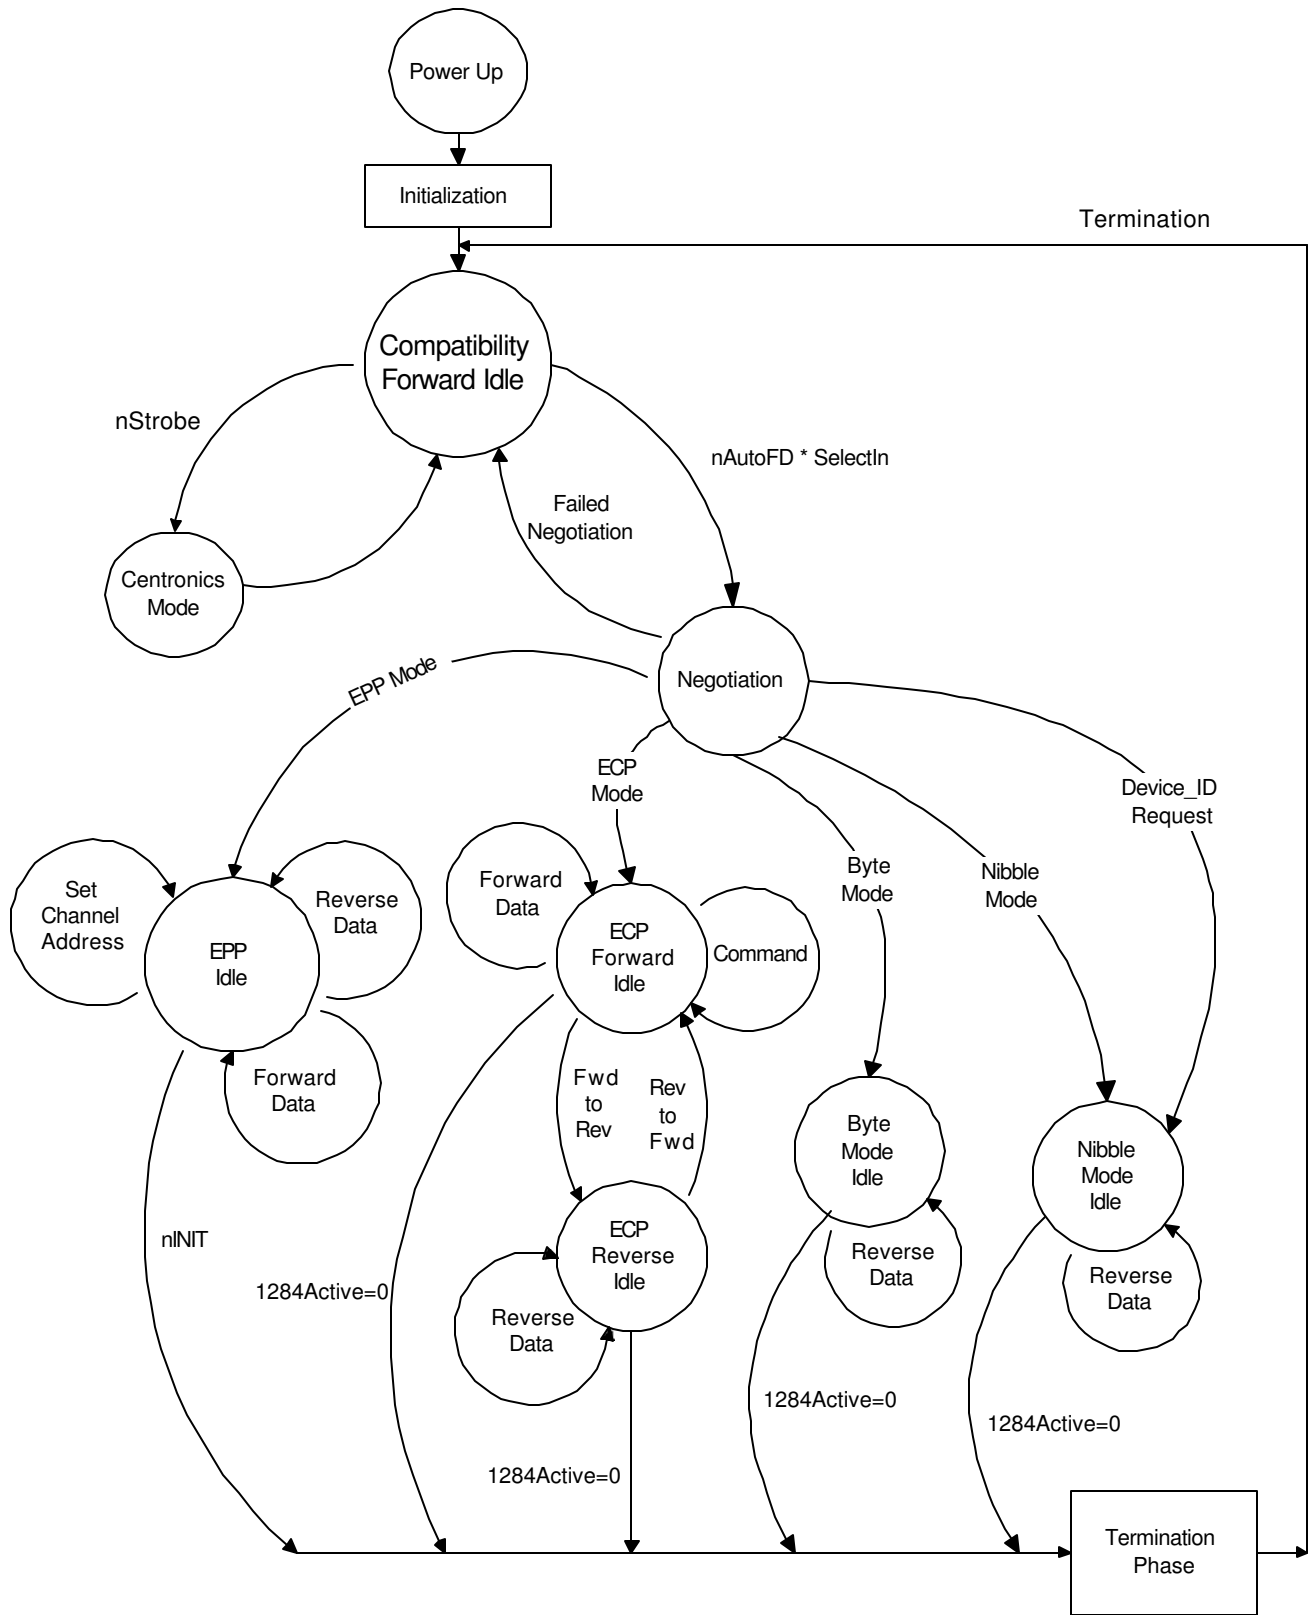 Power Up
Initialization
Termination
Compatibility
Forward Idle
nStrobe
nAutoFD * SelectIn
Failed
Negotiation
Centronics
Mode
EPP Mode
Negotiation
ECP
Mode
Device_ID
Request
Byte
Mode
Nibble
Mode
Set
Channel
Address
Reverse
Data
EPP
Idle
Forward
Data
ECP
Forward
Idle
Command
Forward
Data
Fwd
to
Rev
Rev
to
Fwd
Byte
Mode
Idle
Nibble
Mode
Idle
nINIT
1284Active=0
ECP
Reverse
Idle
Reverse
Data
Reverse
Data
Reverse
Data
1284Active=0
1284Active=0
1284Active=0
Termination
Phase